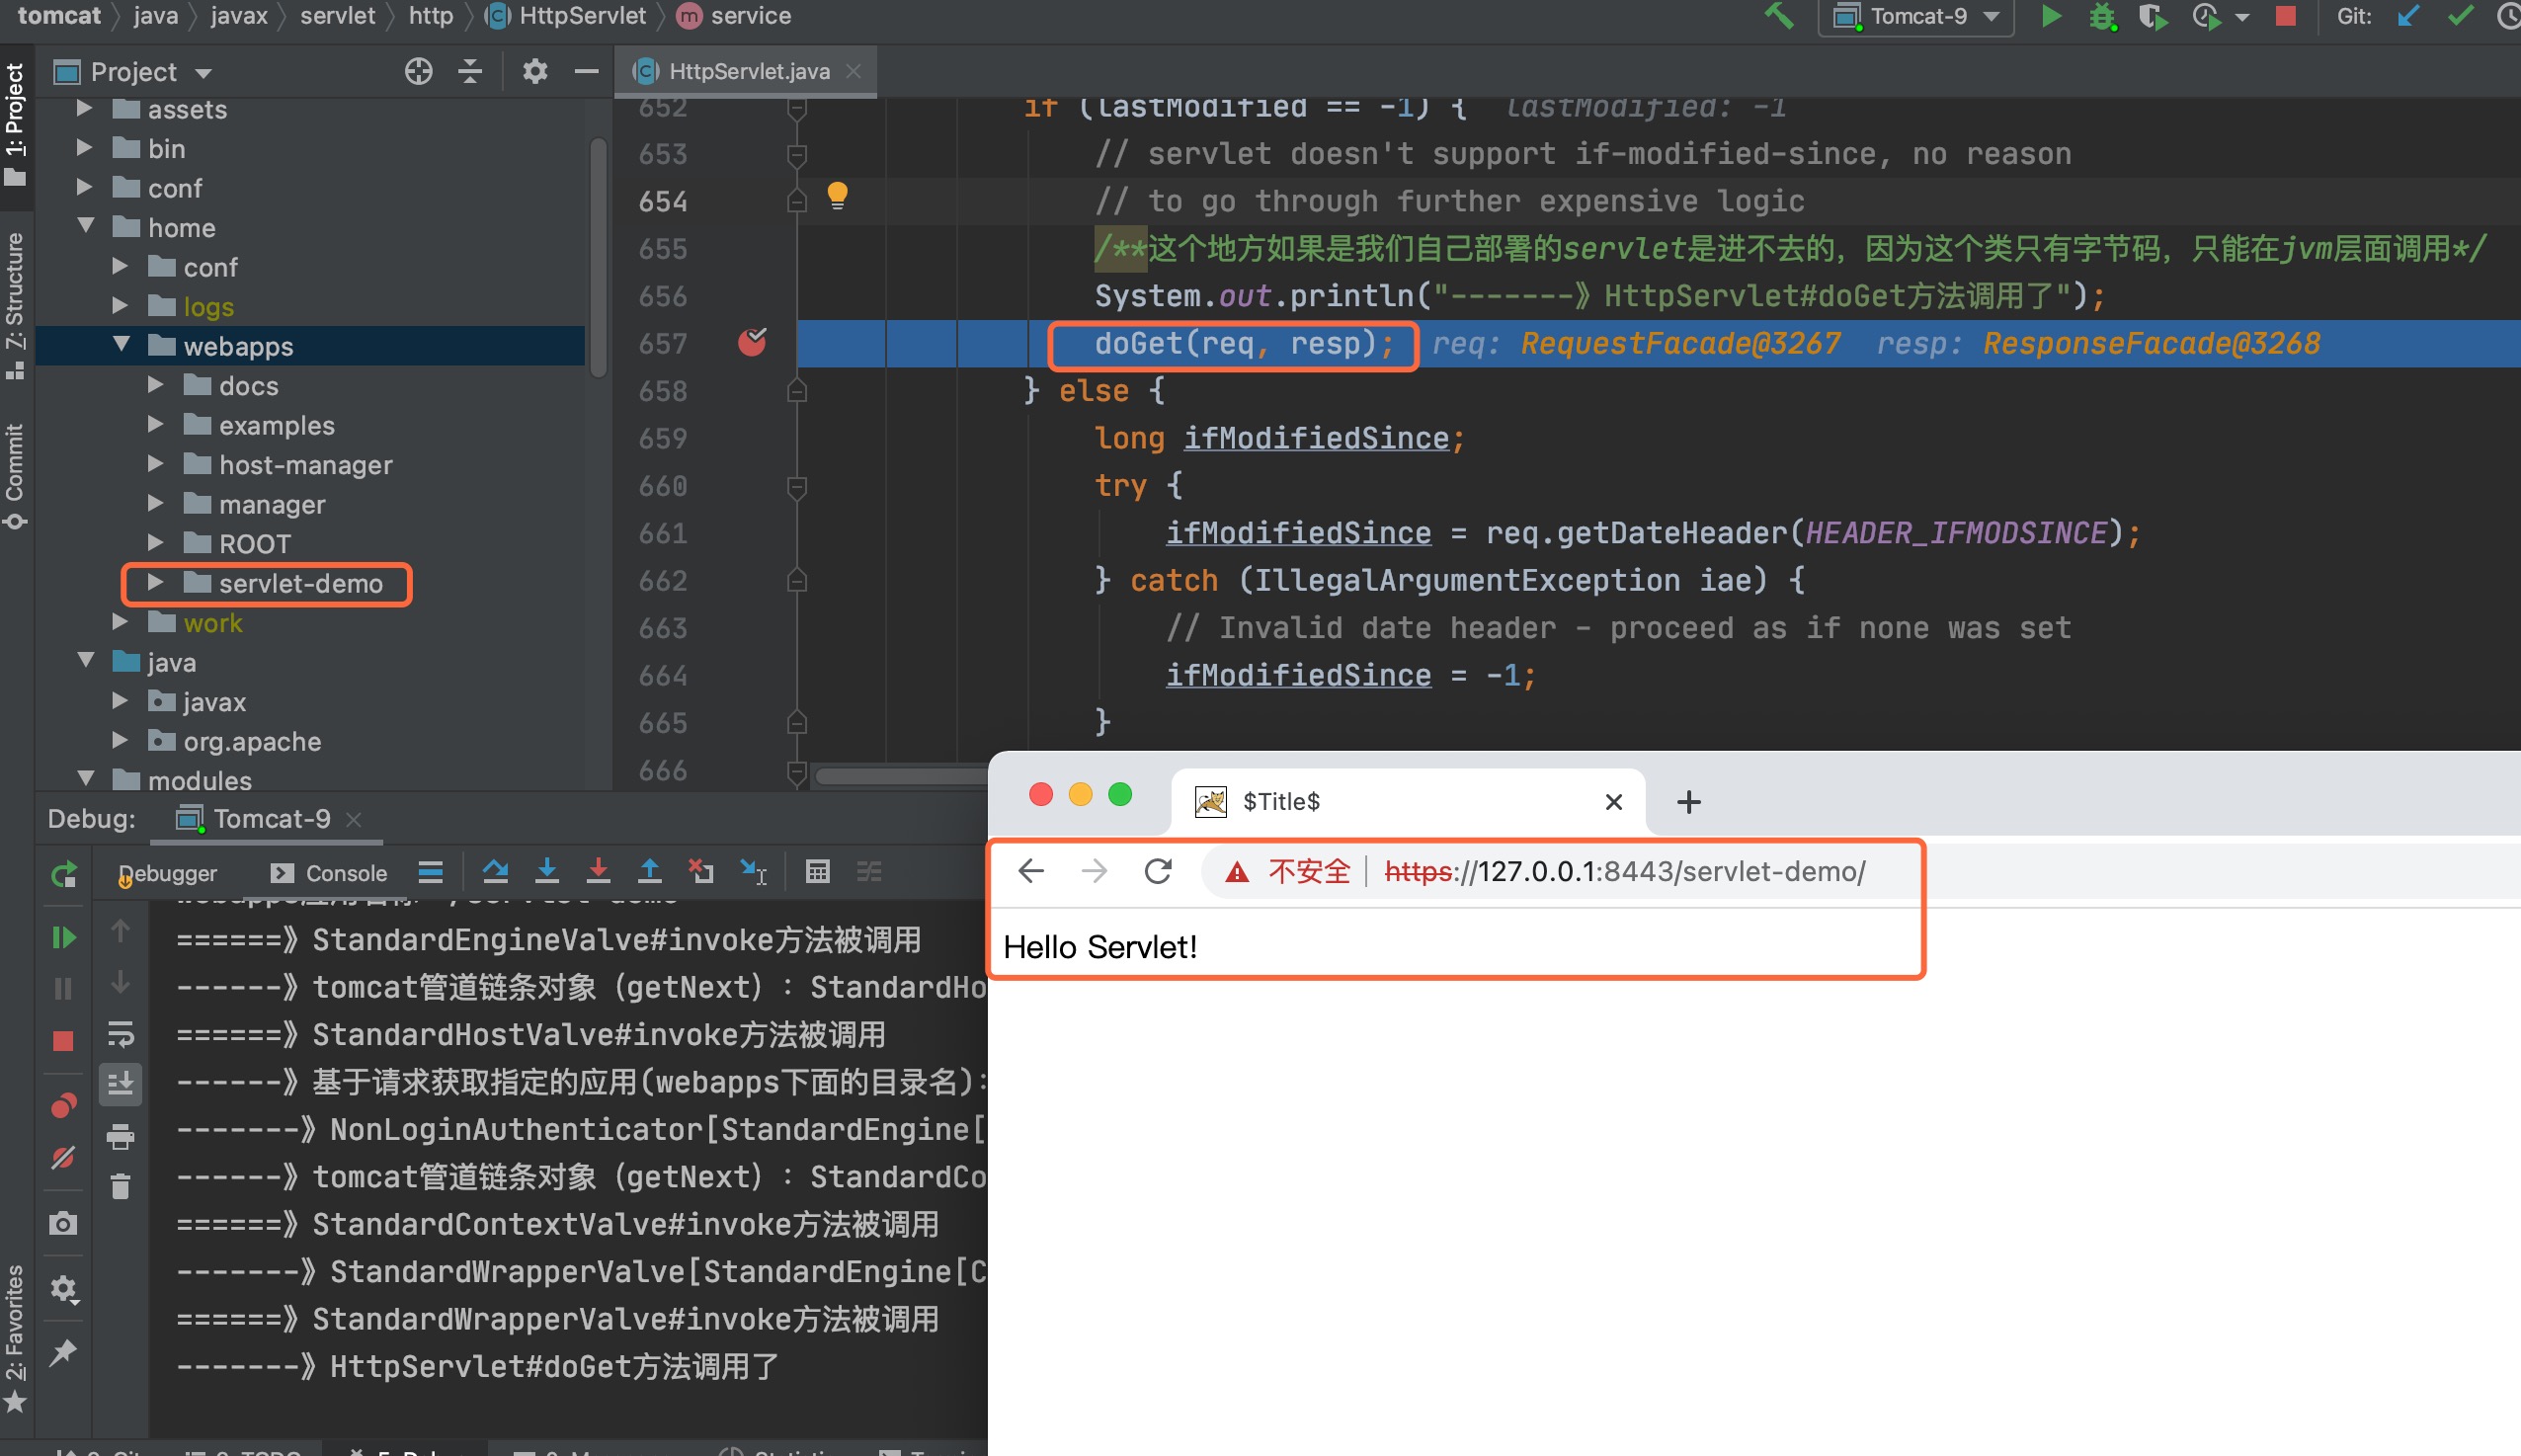 tomcat java javax servlet http HttpServlet service
Tomcat-9 Git:
1: Project
7: Structure
Commit
2: Favorites
Project
assets
bin
conf
home
conf
logs
webapps
docs
examples
host-manager
manager
ROOT
servlet-demo
work
java
javax
org.apache
modules
HttpServlet.java
652 if (lastModified == -1) { lastModified: -1
653 // servlet doesn't support if-modified-since, no reason
654 // to go through further expensive logic
655 /**这个地方如果是我们自己部署的servlet是进不去的，因为这个类只有字节码，只能在jvm层面调用*/
656 System.out.println("-------》HttpServlet#doGet方法调用了");
657 doGet(req, resp); req: RequestFacade@3267 resp: ResponseFacade@3268
658 } else {
659 long ifModifiedSince;
660 try {
661 ifModifiedSince = req.getDateHeader(HEADER_IFMODSINCE);
662 } catch (IllegalArgumentException iae) {
663 // Invalid date header - proceed as if none was set
664 ifModifiedSince = -1;
665 }
666
Debug: Tomcat-9
Debugger Console
======》StandardEngineValve#invoke方法被调用
------》tomcat管道链条对象（getNext）：StandardHo
======》StandardHostValve#invoke方法被调用
------》基于请求获取指定的应用(webapps下面的目录名)：
-------》NonLoginAuthenticator[StandardEngine[
------》tomcat管道链条对象（getNext）：StandardCo
======》StandardContextValve#invoke方法被调用
-------》StandardWrapperValve[StandardEngine[C
======》StandardWrapperValve#invoke方法被调用
-------》HttpServlet#doGet方法调用了
$Title$
不安全 https://127.0.0.1:8443/servlet-demo/
Hello Servlet!